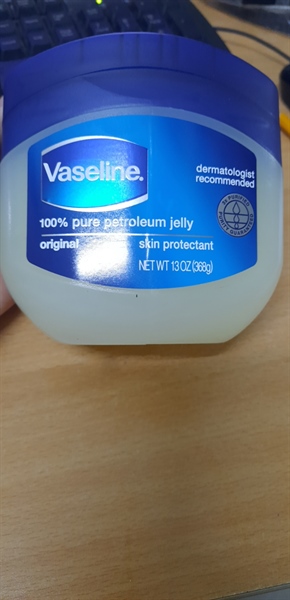 Vaseline.
dermatologist
recommended
100% pure petroleum jelly
original skin protectant
NET WT 13 OZ (368g)